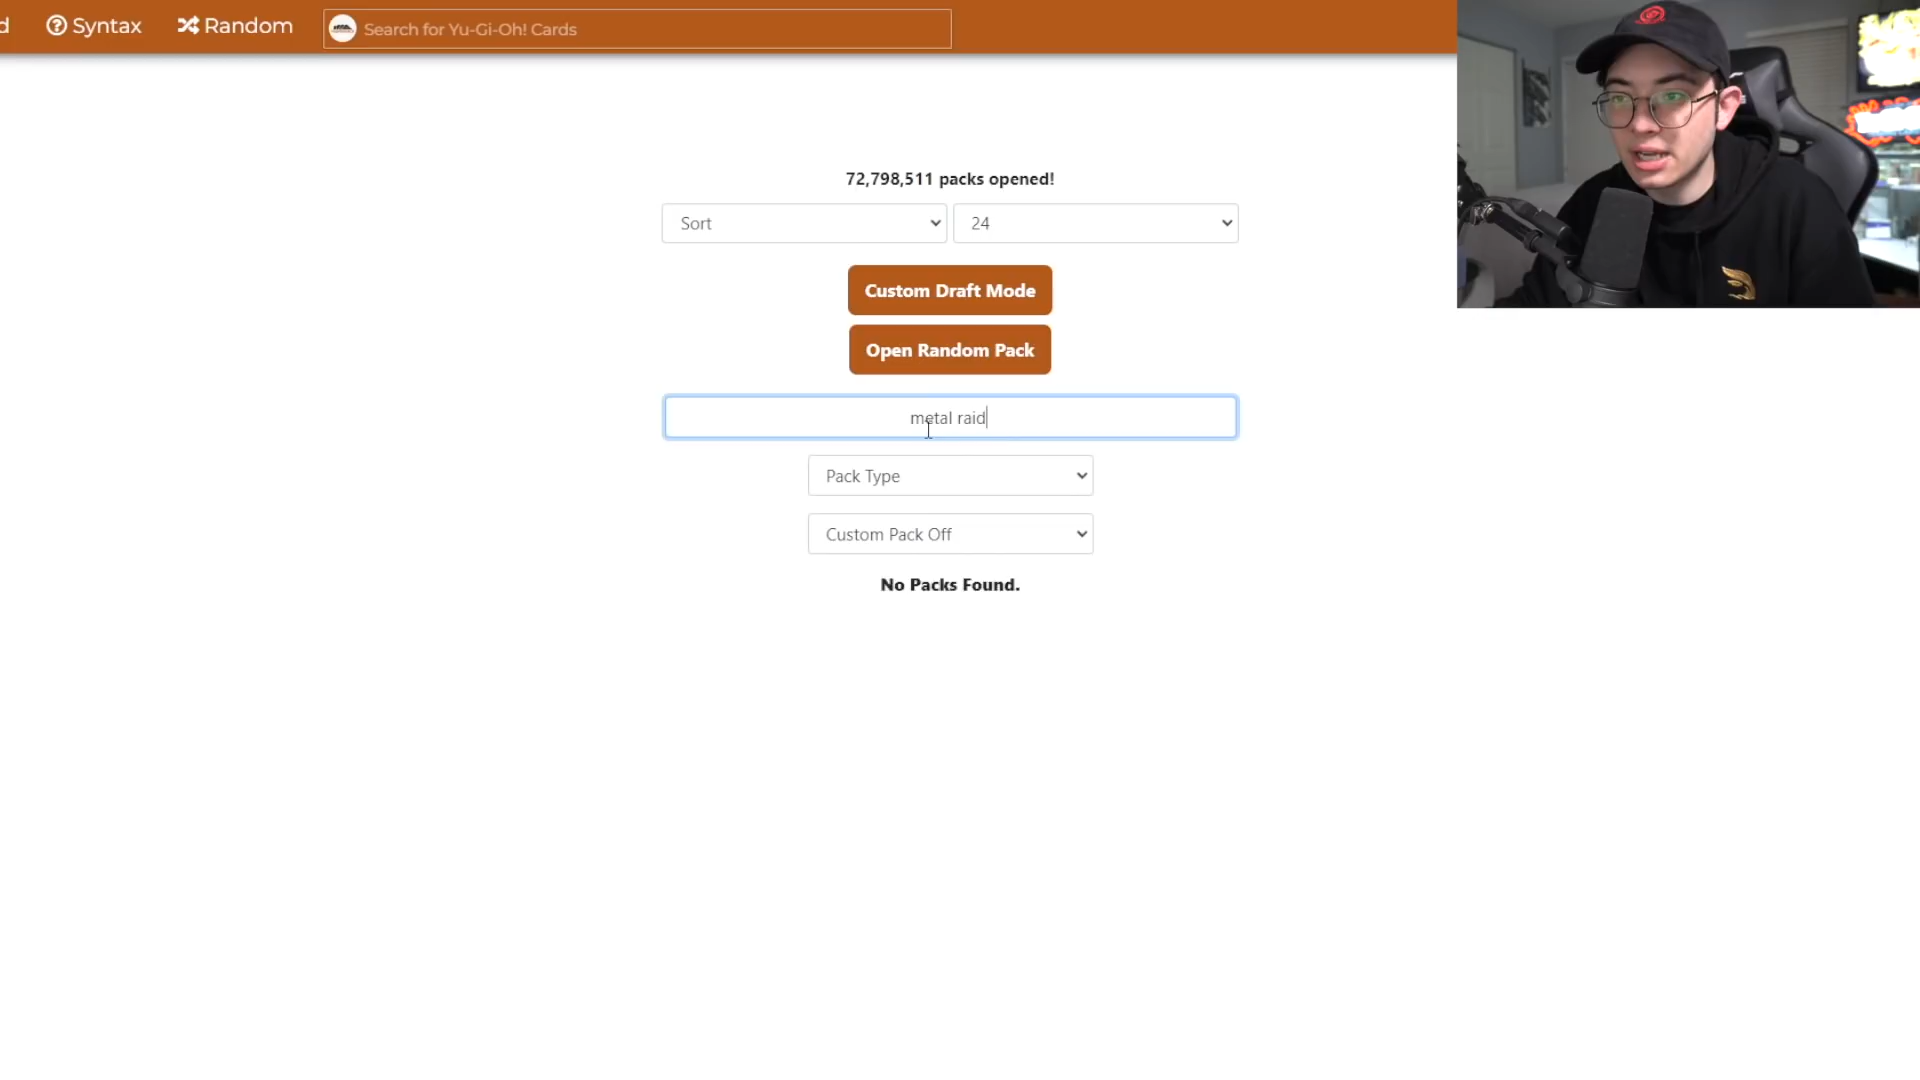 d Syntax Random Search for Yu-Gi-Oh! Cards
72,798,511 packs opened!
Sort 24
Custom Draft Mode
Open Random Pack
metal raid
Pack Type
Custom Pack Off
No Packs Found.